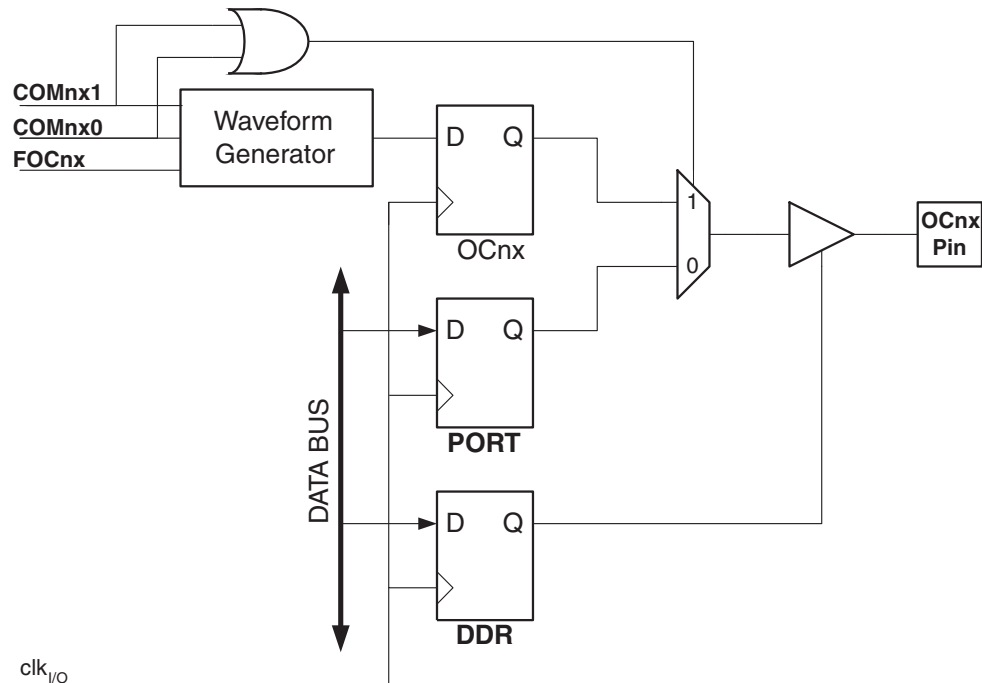 COMnx1
COMnx0
FOCnx
Waveform
Generator
D Q
OCnx
1
0
OCnx
Pin
D Q
PORT
DATA BUS
D Q
DDR
clkI/O